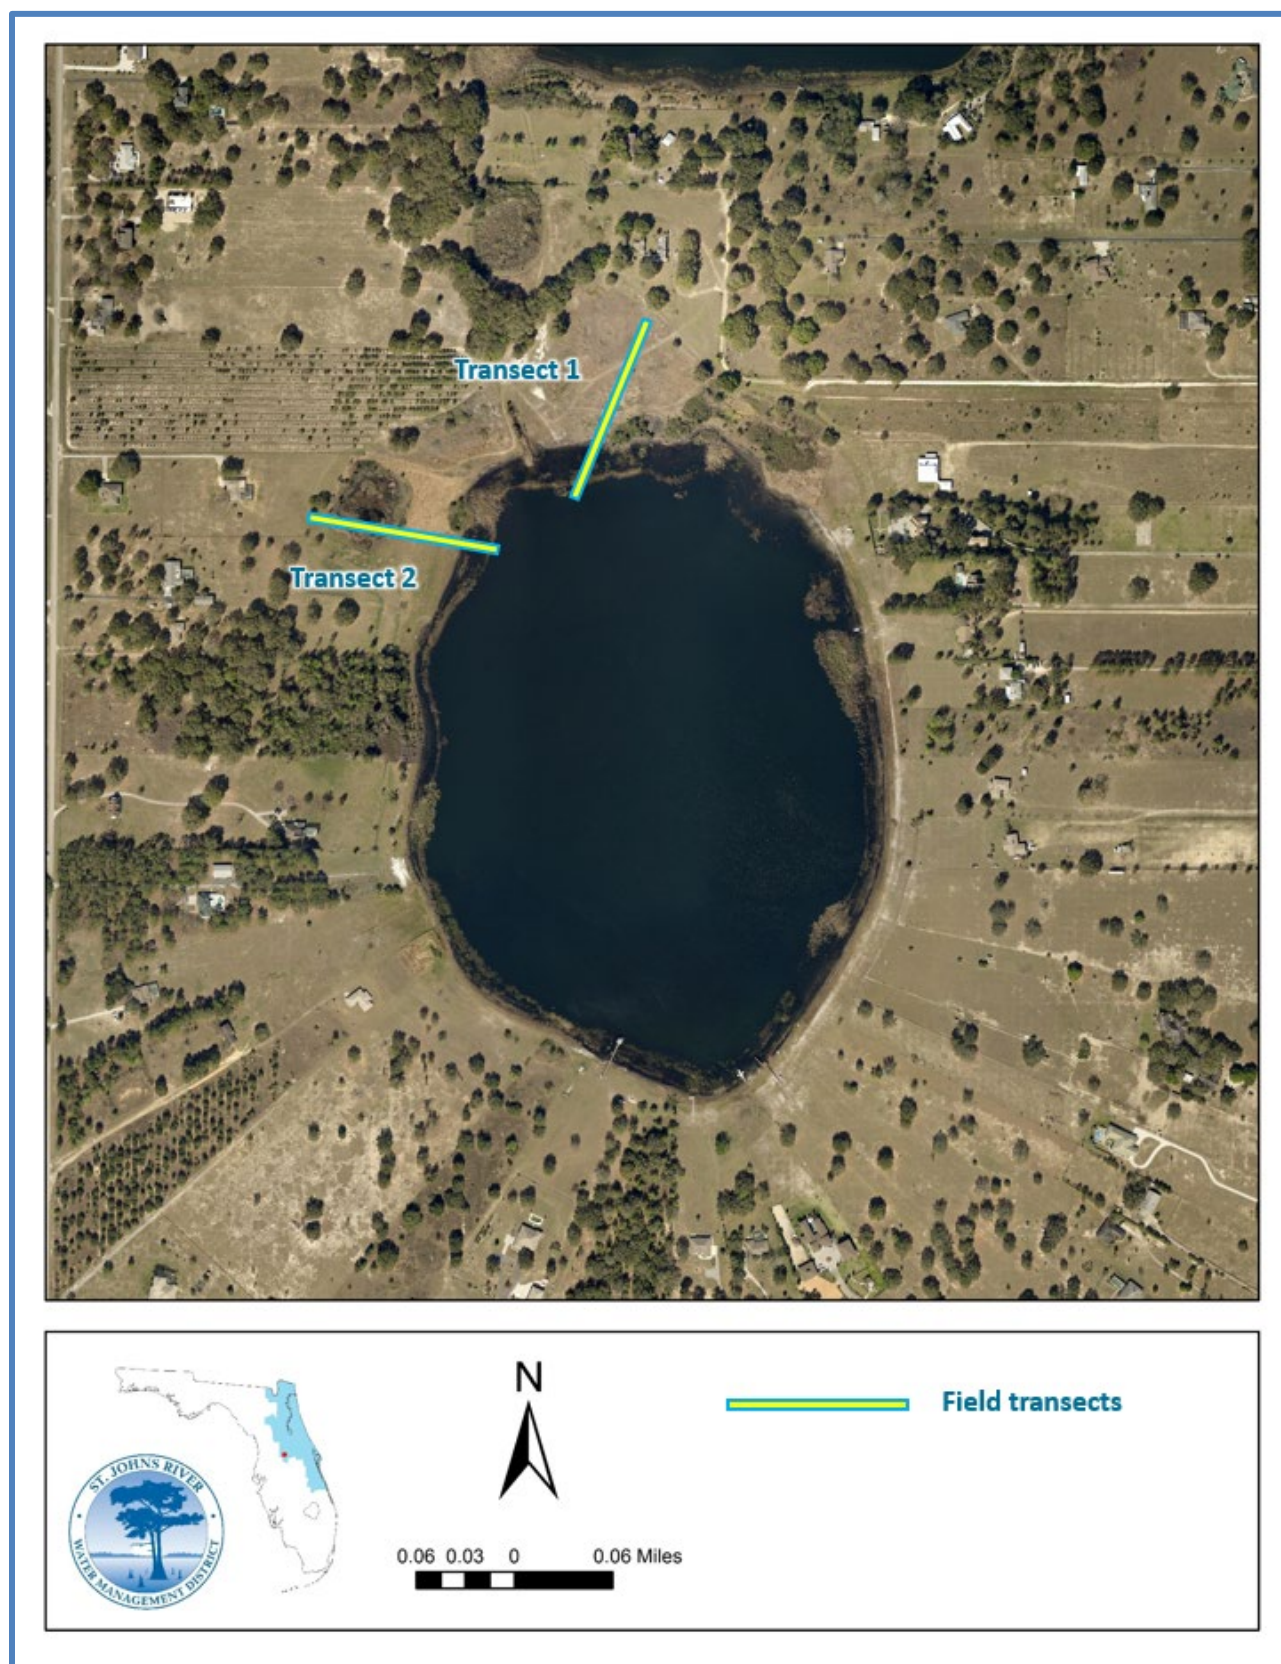 Transect 1
Transect 2
N
Field transects
ST. JOHNS RIVER
WATER MANAGEMENT DISTRICT
0.06 0.03 0 0.06 Miles